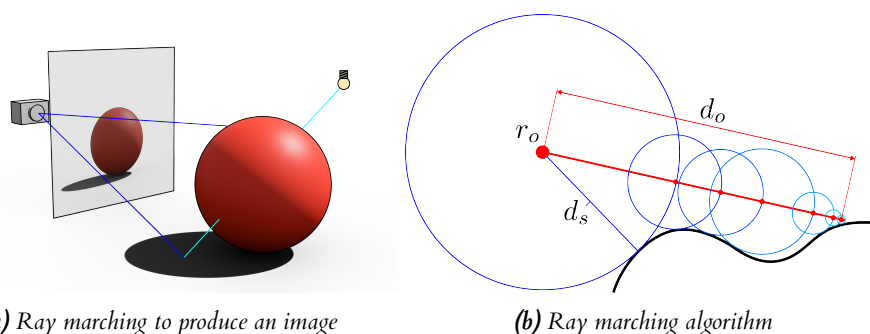 r_o
d_o
d_s
) Ray marching to produce an image
(b) Ray marching algorithm